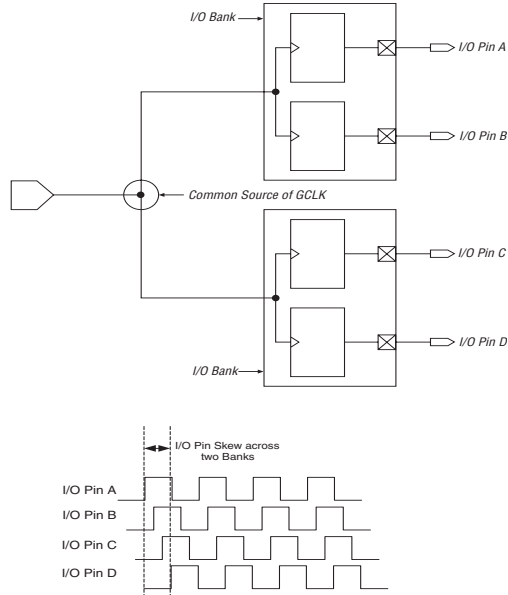 I/O Bank
I/O Pin A
I/O Pin B
Common Source of GCLK
I/O Pin C
I/O Pin D
I/O Bank
I/O Pin Skew across
two Banks
I/O Pin A
I/O Pin B
I/O Pin C
I/O Pin D